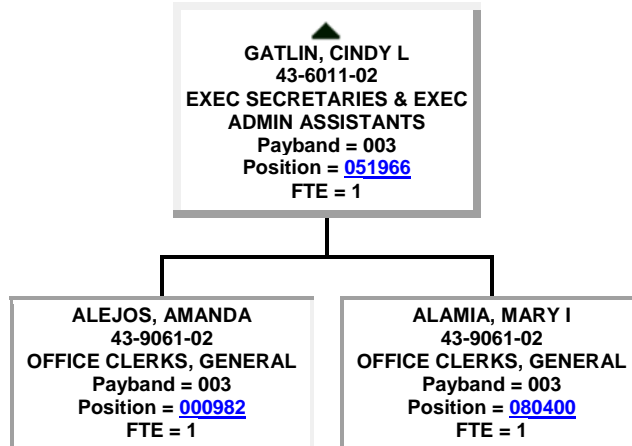 GATLIN, CINDY L
43-6011-02
EXEC SECRETARIES & EXEC
ADMIN ASSISTANTS
Payband = 003
Position = 051966
FTE = 1
ALEJOS, AMANDA
43-9061-02
OFFICE CLERKS, GENERAL
Payband = 003
Position = 000982
FTE = 1
ALAMIA, MARY I
43-9061-02
OFFICE CLERKS, GENERAL
Payband = 003
Position = 080400
FTE = 1